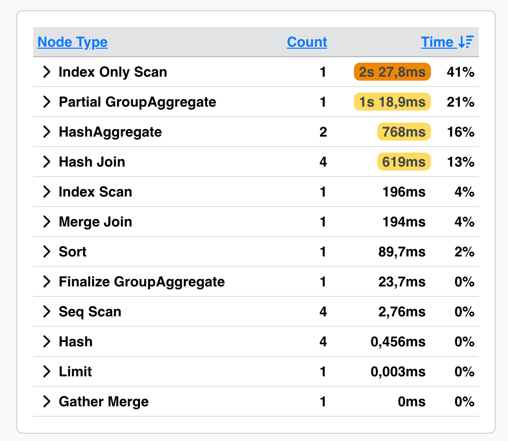 Node Type Count Time
Index Only Scan 1 2s 27,8ms 41%
Partial GroupAggregate 1 1s 18,9ms 21%
HashAggregate 2 768ms 16%
Hash Join 4 619ms 13%
Index Scan 1 196ms 4%
Merge Join 1 194ms 4%
Sort 1 89,7ms 2%
Finalize GroupAggregate 1 23,7ms 0%
Seq Scan 4 2,76ms 0%
Hash 4 0,456ms 0%
Limit 1 0,003ms 0%
Gather Merge 1 0ms 0%